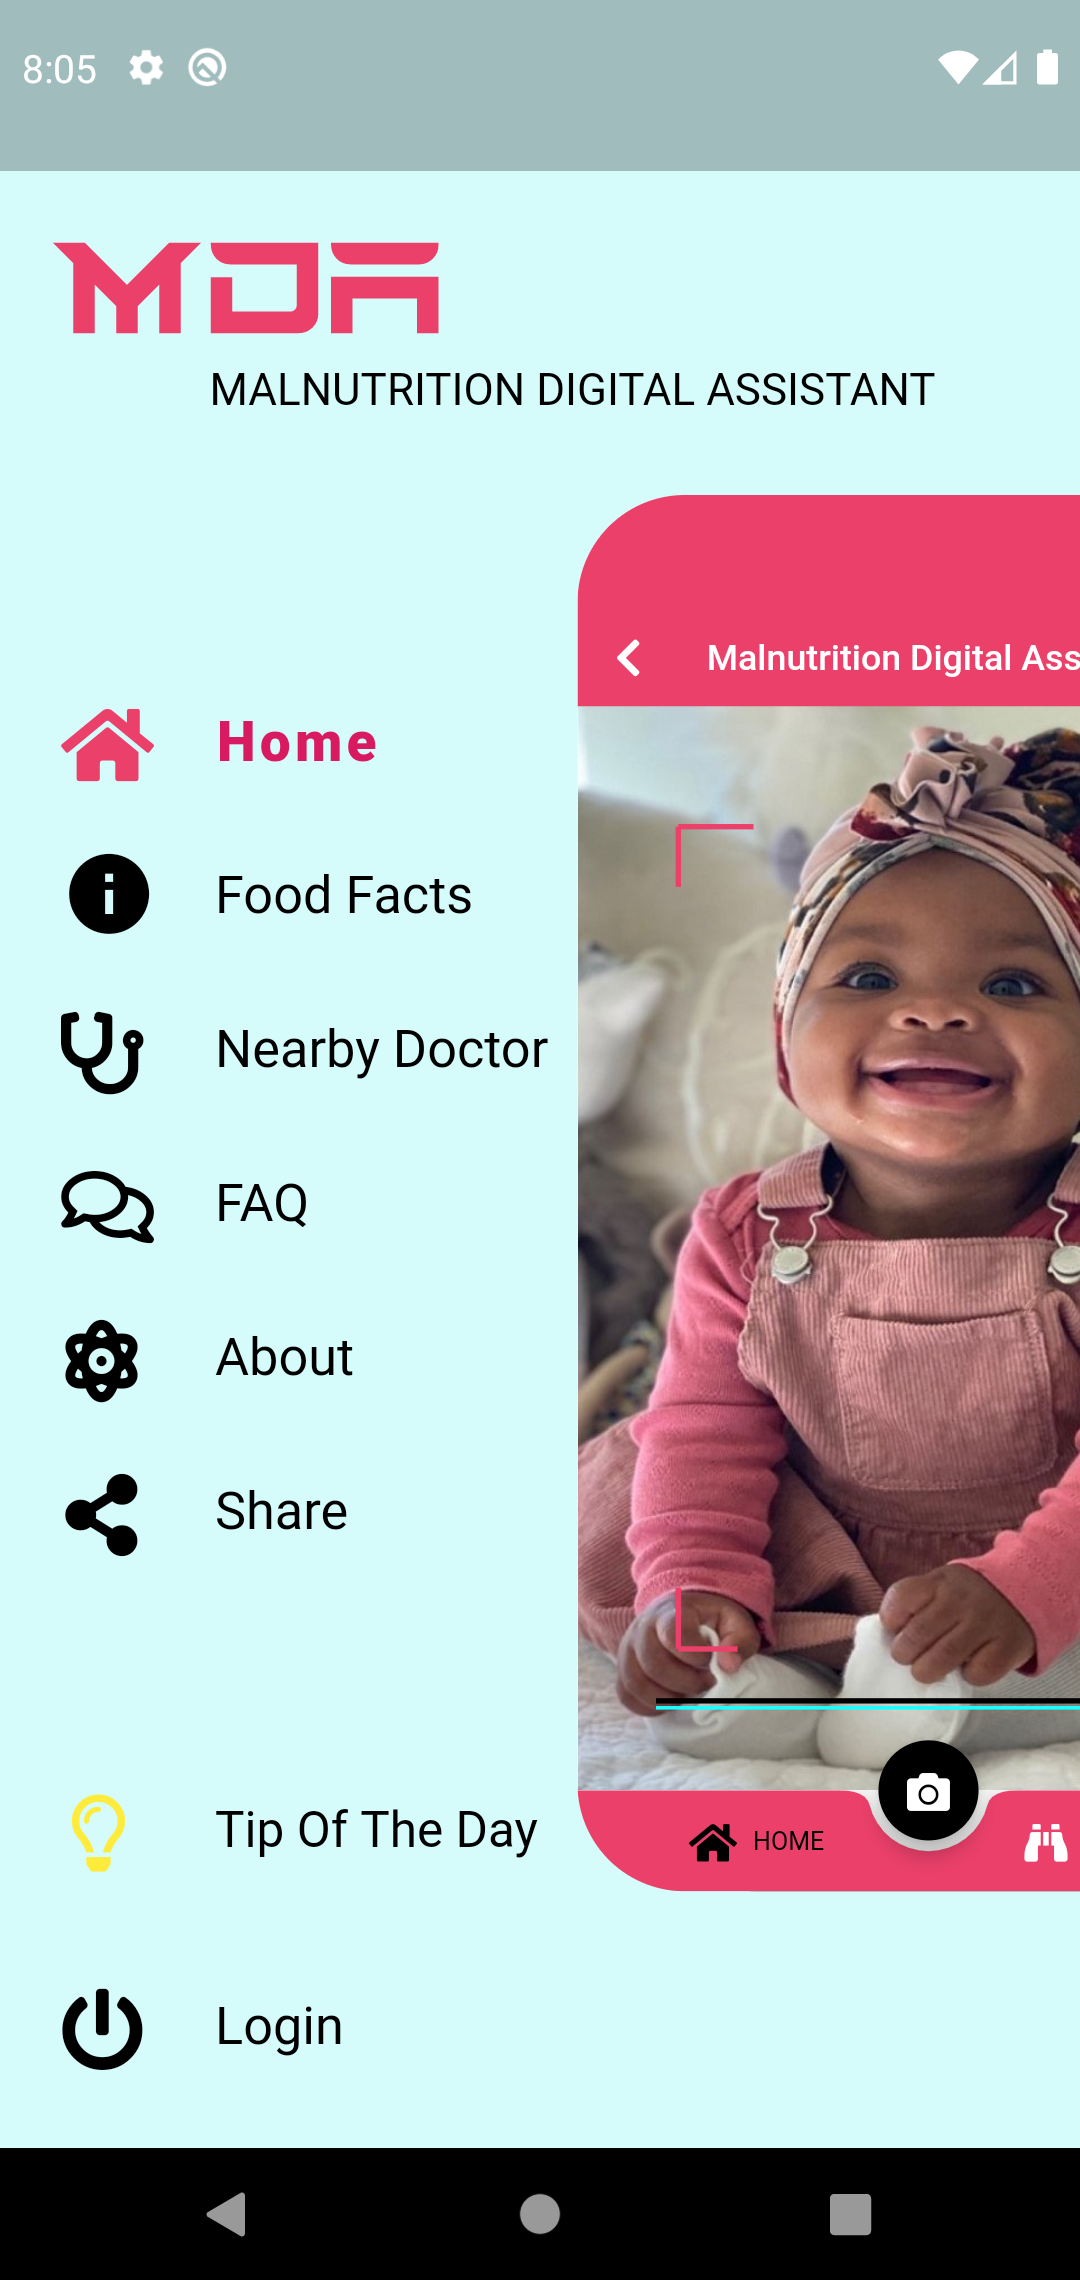 8:05
MDA
MALNUTRITION DIGITAL ASSISTANT
Malnutrition Digital Ass
Home
Food Facts
Nearby Doctor
FAQ
About
Share
Tip Of The Day
HOME
Login